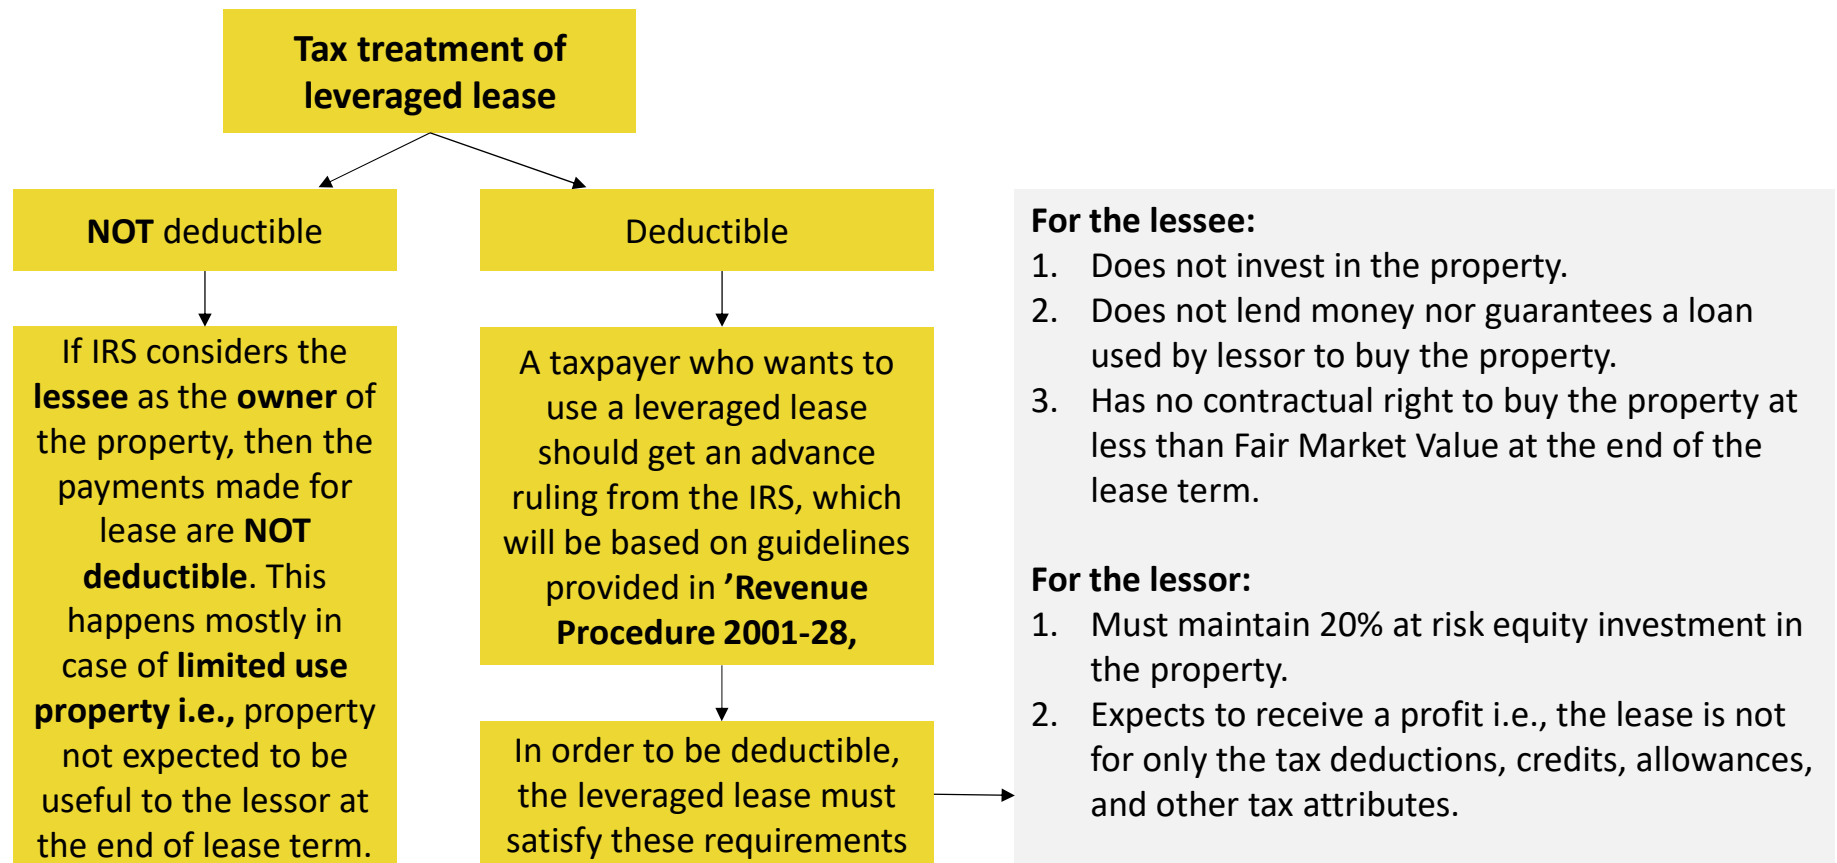 Tax treatment of
leveraged lease
NOT deductible
If IRS considers the
lessee as the owner of
the property, then the
payments made for
lease are NOT
deductible. This
happens mostly in
case of limited use
property i.e., property
not expected to be
useful to the lessor at
the end of lease term.
Deductible
A taxpayer who wants to
use a leveraged lease
should get an advance
ruling from the IRS, which
will be based on guidelines
provided in ’Revenue
Procedure 2001-28,
In order to be deductible,
the leveraged lease must
satisfy these requirements
For the lessee:
1. Does not invest in the property.
2. Does not lend money nor guarantees a loan
used by lessor to buy the property.
3. Has no contractual right to buy the property at
less than Fair Market Value at the end of the
lease term.
For the lessor:
1. Must maintain 20% at risk equity investment in
the property.
2. Expects to receive a profit i.e., the lease is not
for only the tax deductions, credits, allowances,
and other tax attributes.